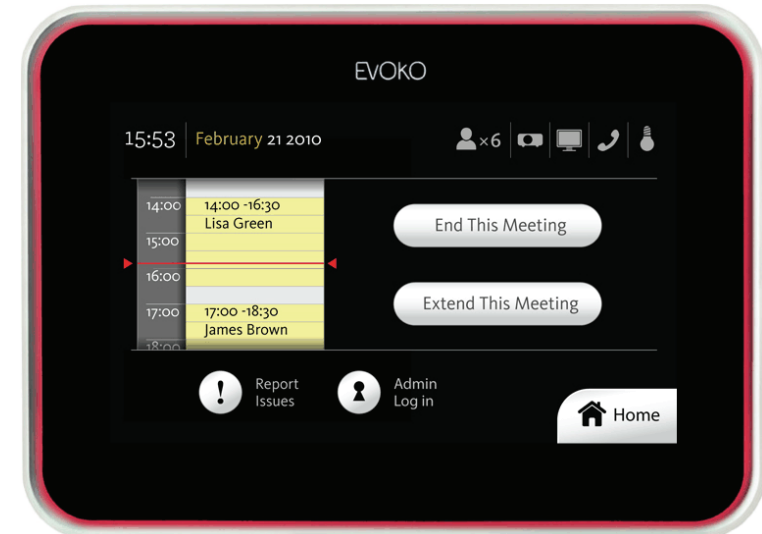 EVOKO
15:53 February 21 2010
×6
14:00 14:00 -16:30
Lisa Green
15:00
16:00
17:00 17:00 -18:30
James Brown
18:00
End This Meeting
Extend This Meeting
Report
Issues
Admin
Log in
Home